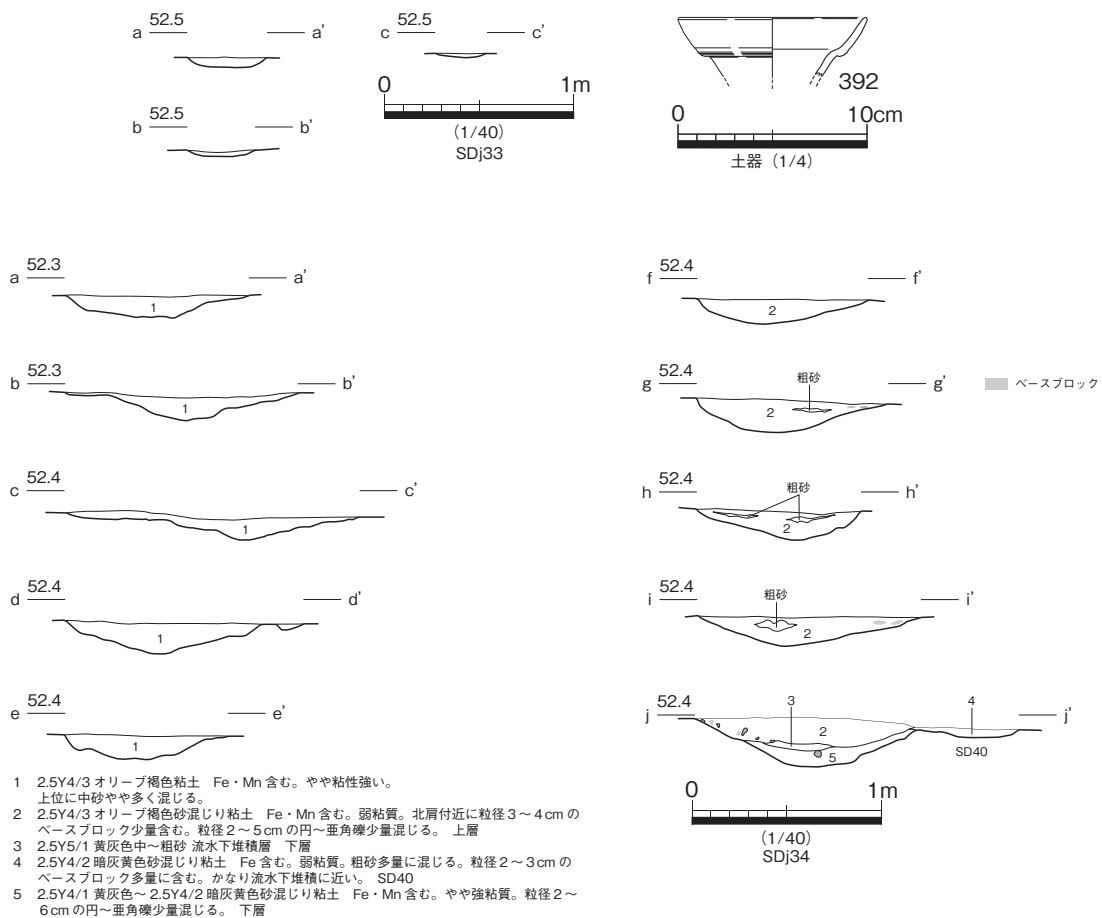 52.5
a a'
52.5
b b'
52.5
c c'
0 1m
(1/40)
SDj33
392
0 10cm
土器(1/4)
52.3
a a'
1
52.3
b b'
1
52.4
c c'
1
52.4
d d'
1
52.4
e e'
1
52.4
f f'
2
52.4
g g'
粗砂
2
ベースブロック
52.4
h h'
粗砂
2
52.4
i i'
粗砂
2
52.4
j j'
3 4
2
5
SD40
0 1m
(1/40)
SDj34
1 2.5Y4/3 オリーブ褐色粘土 Fe・Mn 含む。やや粘性強い。
上位に中砂やや多く混じる。
2 2.5Y4/3 オリーブ褐色砂混じり粘土 Fe・Mn 含む。弱粘質。北肩付近に粒径3~4cmの
ベースブロック少量含む。粒径2~5cmの円~亜角礫少量混じる。 上層
3 2.5Y5/1 黄灰色中~粗砂 流水下堆積層 下層
4 2.5Y4/2 暗灰黄色砂混じり粘土 Fe 含む。弱粘質。粗砂多量に混じる。粒径2~3cmの
ベースブロック多量に含む。かなり流水下堆積に近い。 SD40
5 2.5Y4/1 黄灰色~2.5Y4/2 暗灰黄色砂混じり粘土 Fe・Mn 含む。やや強粘質。粒径2~
6cmの円~亜角礫少量混じる。 下層